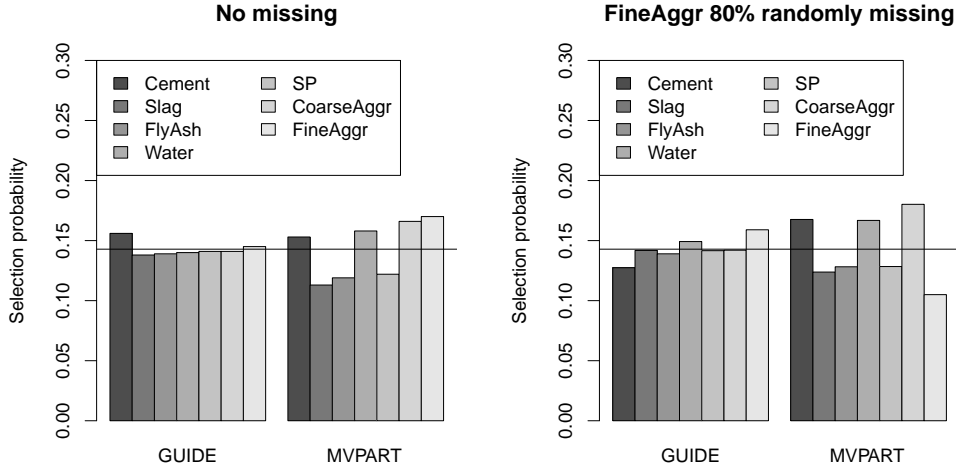 No missing
Selection probability
0.00 0.05 0.10 0.15 0.20 0.25 0.30
Cement
Slag
FlyAsh
Water
SP
CoarseAggr
FineAggr
GUIDE MVPART
FineAggr 80% randomly missing
Selection probability
0.00 0.05 0.10 0.15 0.20 0.25 0.30
Cement
Slag
FlyAsh
Water
SP
CoarseAggr
FineAggr
GUIDE MVPART